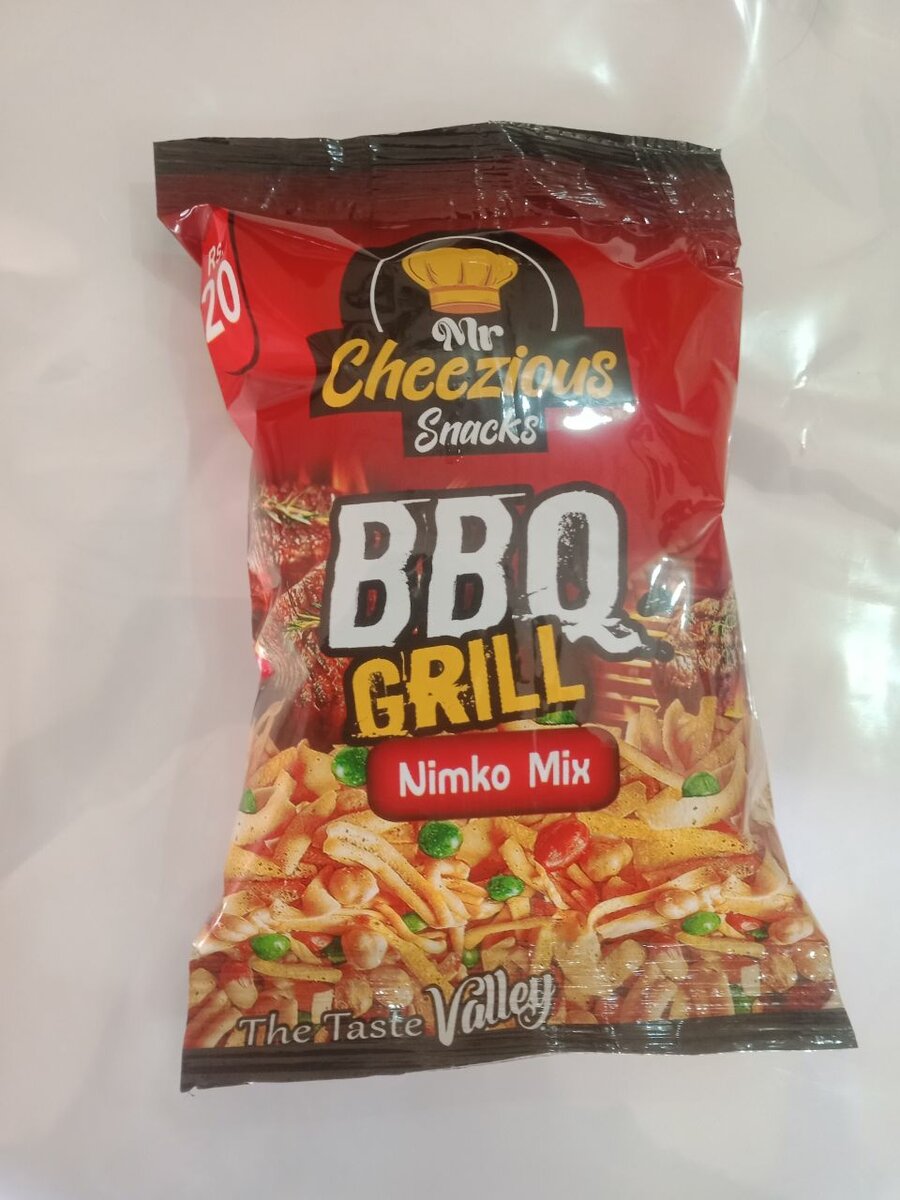 Rs.
20
Mr
Cheezious
Snacks
BBQ
GRILL
Nimko Mix
The Taste Valley